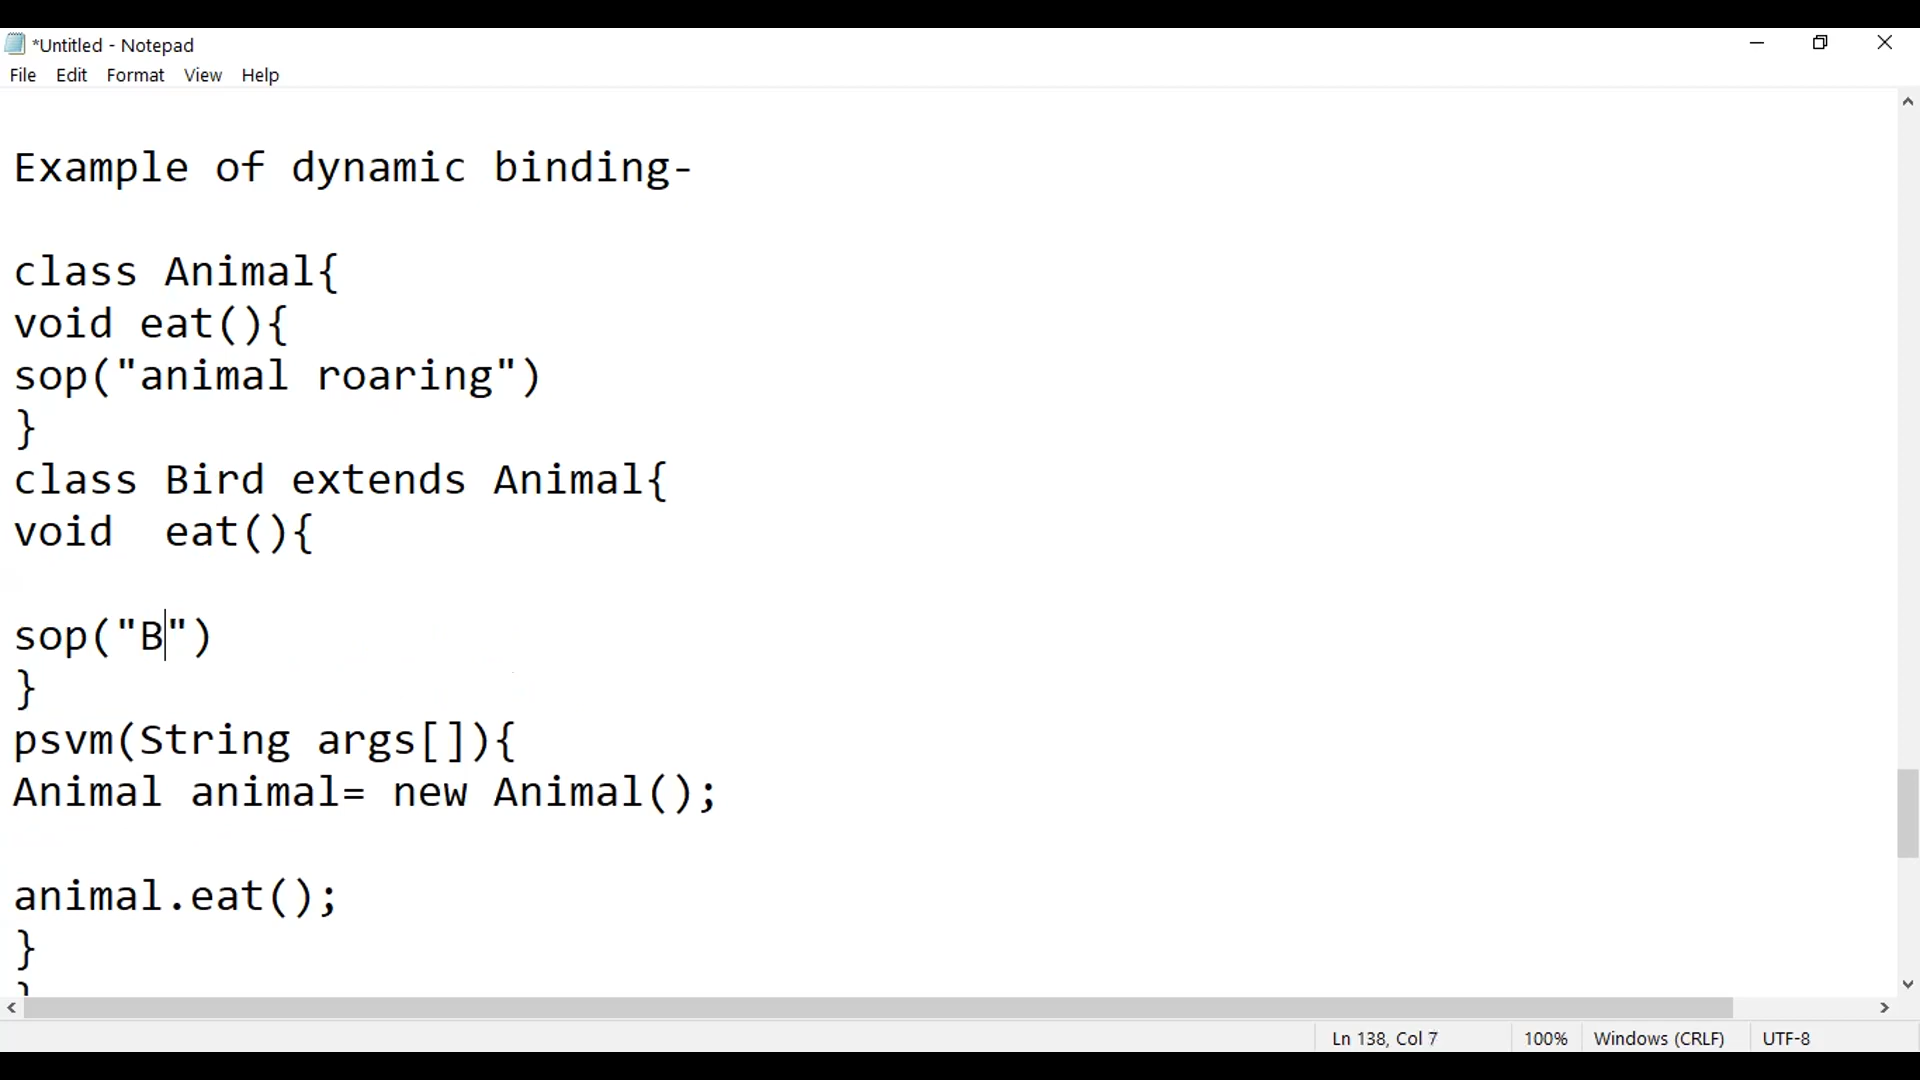 *Untitled - Notepad
File Edit Format View Help
Example of dynamic binding-
class Animal{
void eat(){
sop("animal roaring")
}
class Bird extends Animal{
void  eat(){
sop("B")
}
psvm(String args[]){
Animal animal= new Animal();
animal.eat();
}
}
Ln 138, Col 7 100% Windows (CRLF) UTF-8